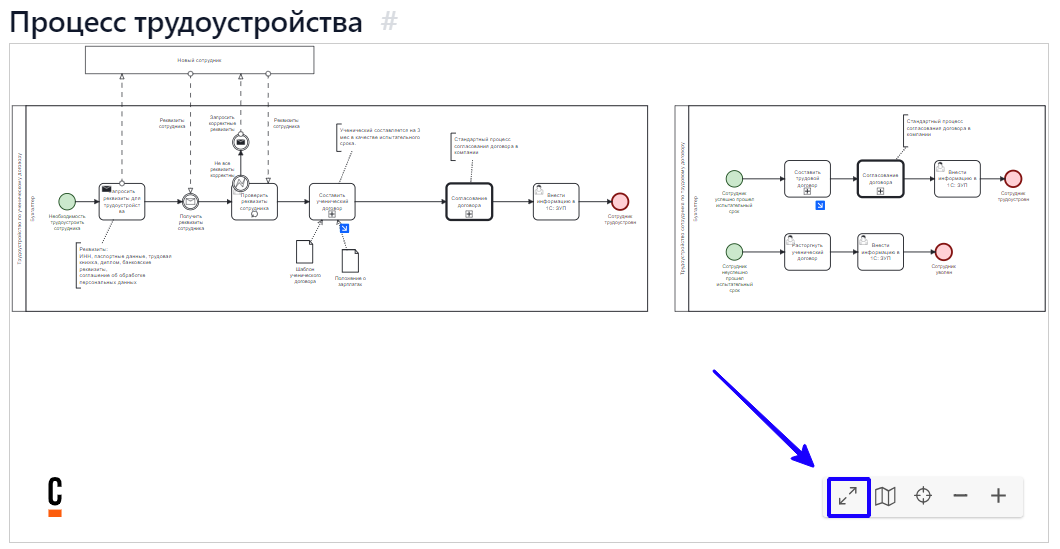 Процесс трудоустройства #
Новый сотрудник
Трудоустройство по ученическому договору
Бухгалтер
Необходимость
трудоустроить
сотрудника
Запросить
реквизиты для
трудоустройст
ва
Реквизиты:
ИНН, паспортные данные, трудовая
книжка, диплом, банковские
реквизиты,
соглашение об обработке
персональных данных
Реквизиты
сотрудника
Получить
реквизиты
сотрудника
Запросить
корректные
реквизиты
Не все
реквизиты
корректны
Реквизиты
сотрудника
Проверить
реквизиты
сотрудника
Ученический составляется на 3
мес в качестве испытательного
срока.
Составить
ученический
договор
Шаблон
ученического
договора
Положение о
зарплатах
Стандартный процесс
согласования договора в
компании
Согласование
договора
Внести
информацию в
1С: ЗУП
Сотрудник
трудоустроен
Трудоустройство сотрудника по трудовому договору
Бухгалтер
Сотрудник
успешно прошел
испытательный
срок
Составить
трудовой
договор
Стандартный процесс
согласования договора в
компании
Согласование
договора
Внести
информацию в
1С: ЗУП
Сотрудник
трудоустроен
Сотрудник
неуспешно
прошел
испытательный
срок
Расторгнуть
ученический
договор
Внести
информацию в
1С: ЗУП
Сотрудник
уволен